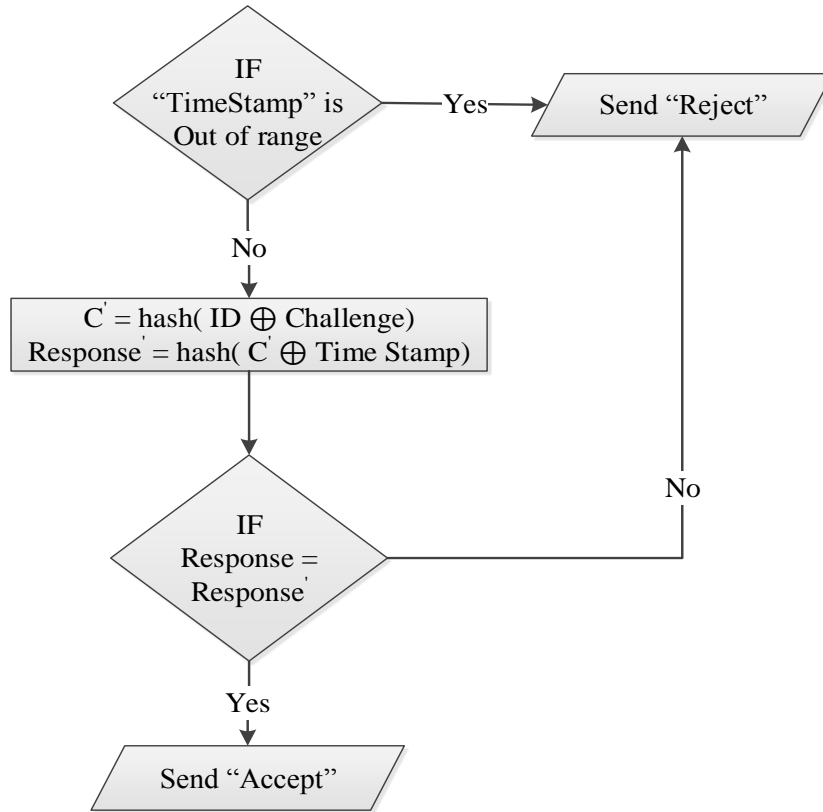 IF
“TimeStamp” is
Out of range
Yes
Send “Reject”
No
C' = hash( ID ⊕ Challenge)
Response' = hash( C' ⊕ Time Stamp)
IF
Response =
Response'
No
Yes
Send “Accept”